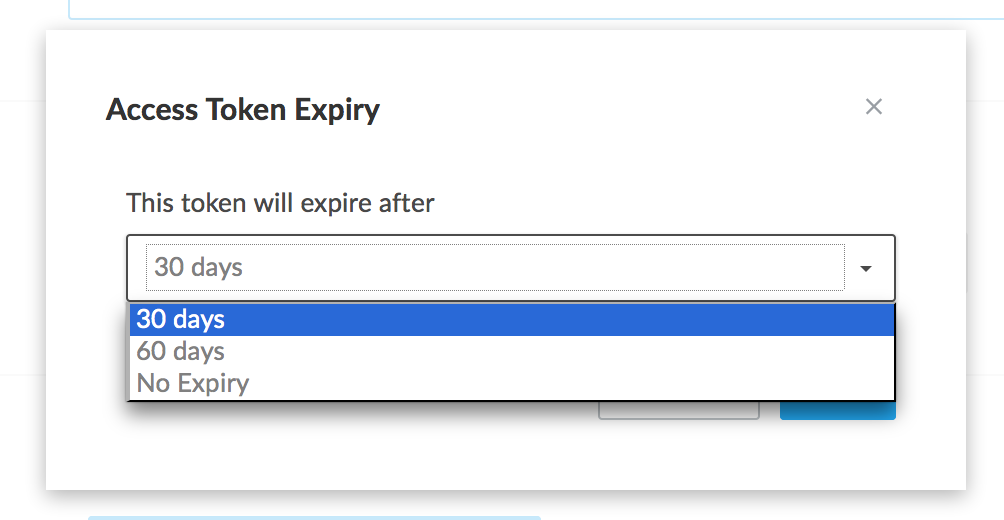 Access Token Expiry
This token will expire after
30 days
30 days
60 days
No Expiry